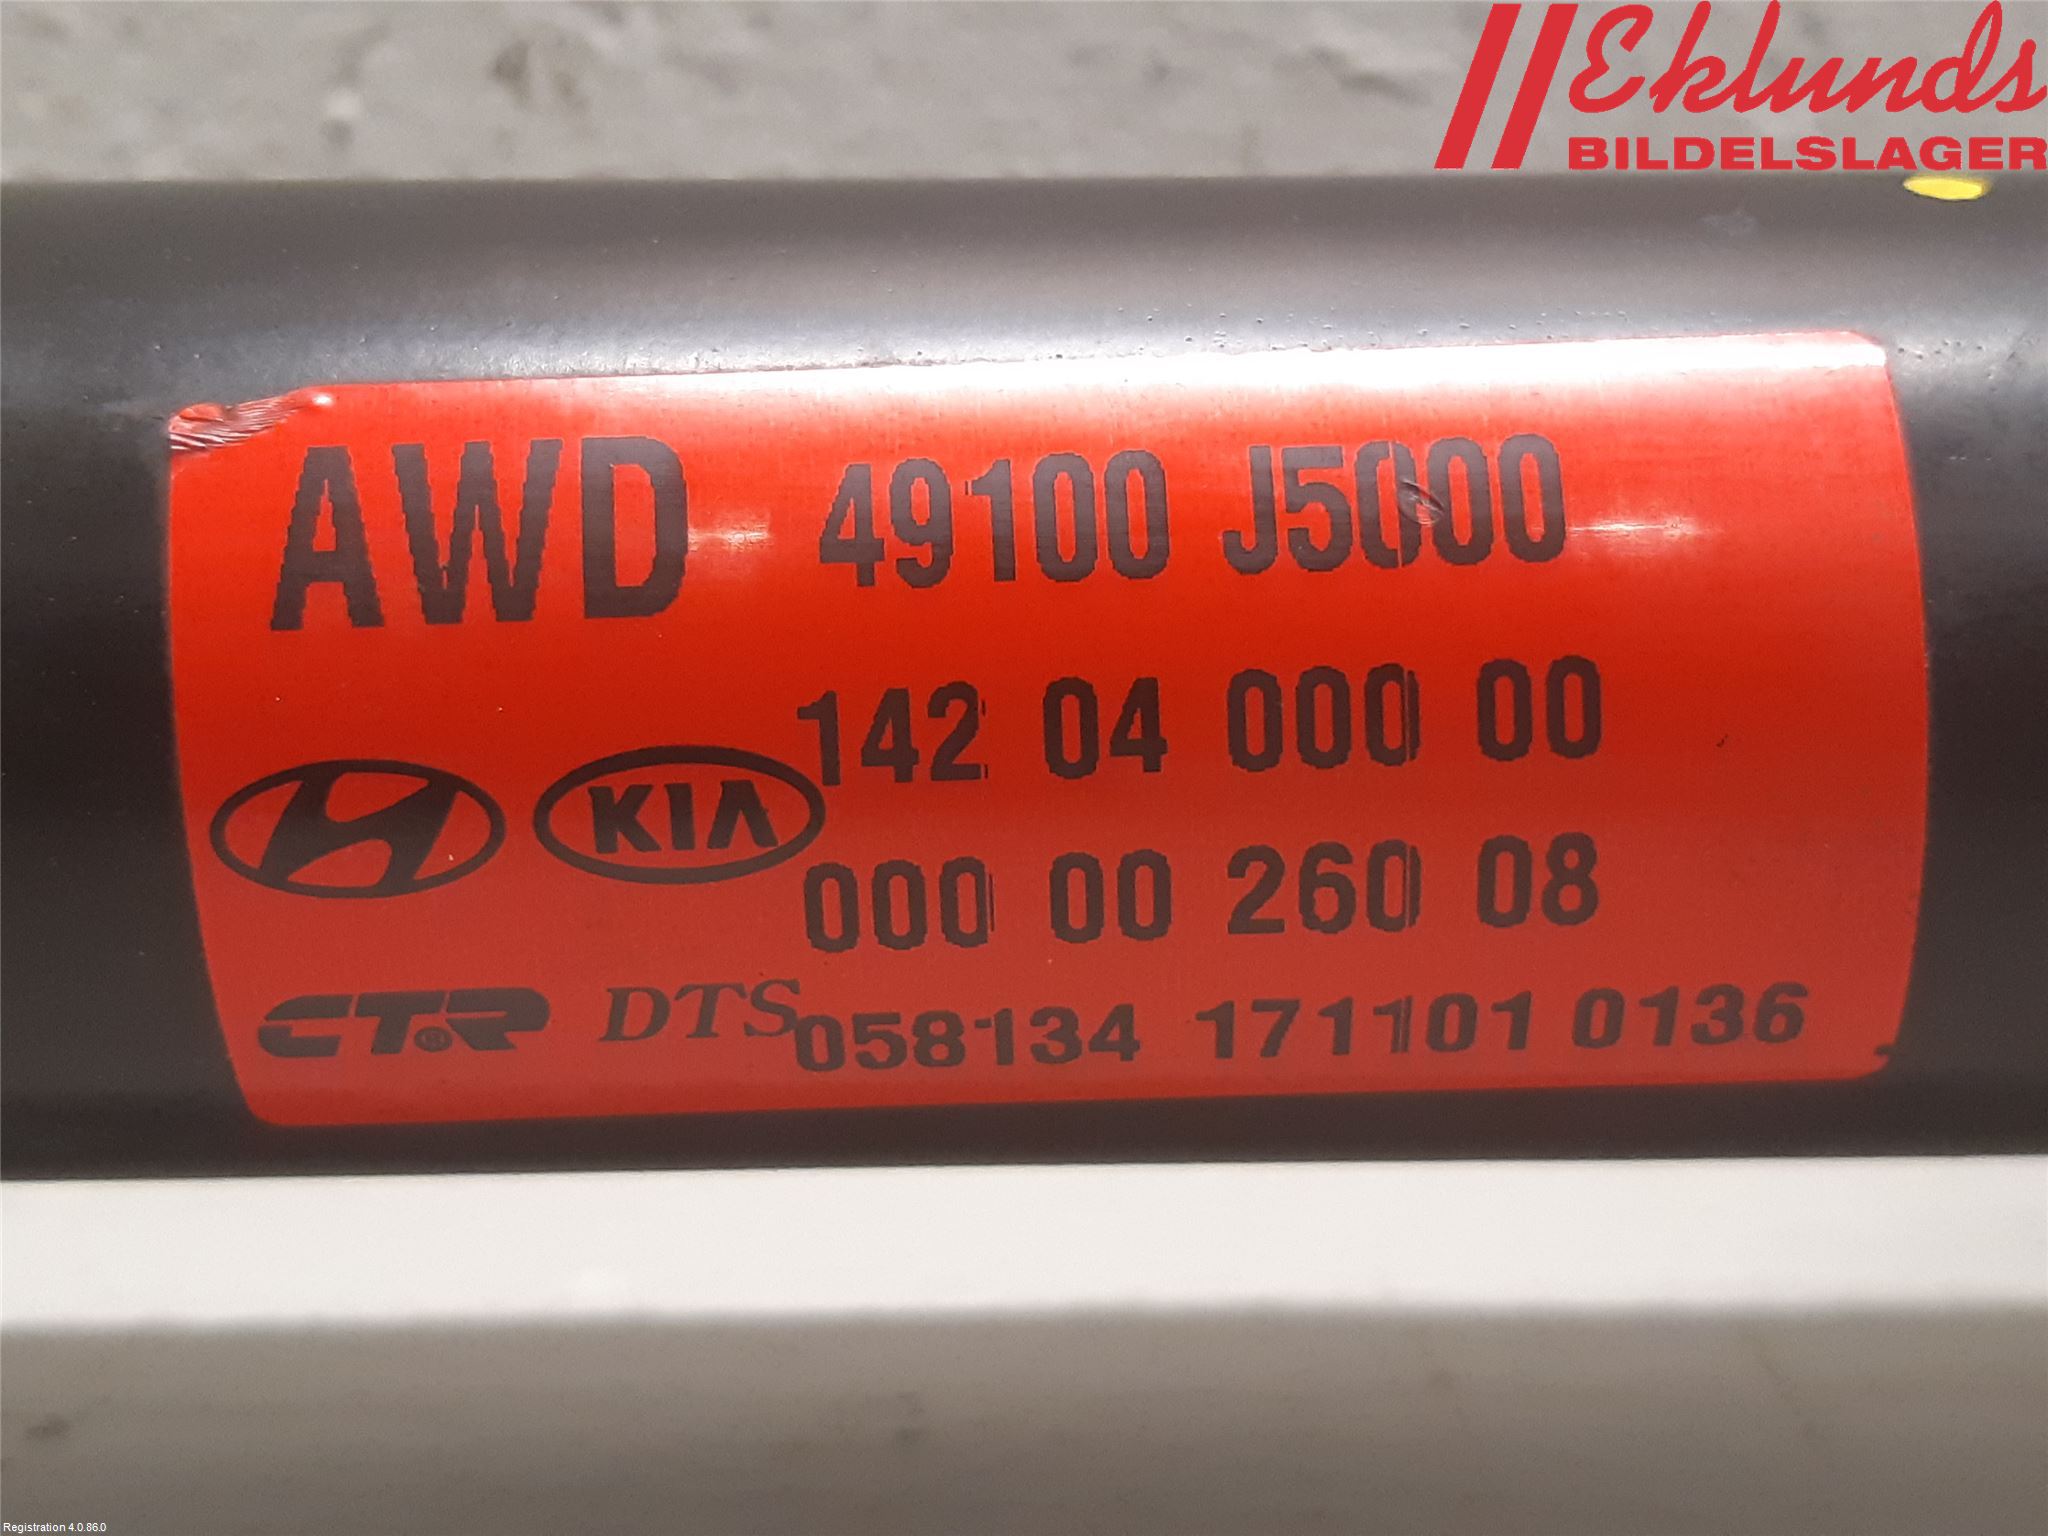 Eklunds
BILDELSLAGER
AWD 49100 J5000
142 04 000 00
KIA
000 00 260 08
CTR DTS 058134 171101 0136
Registration 4.0.86.0